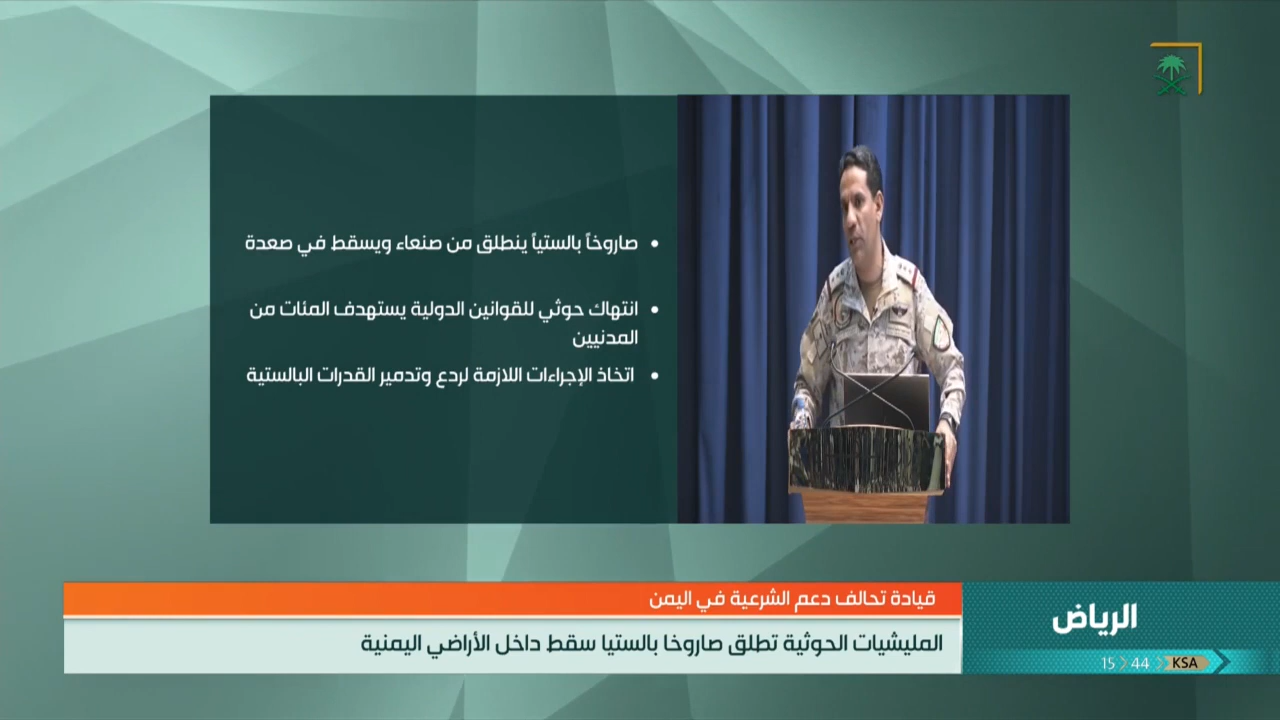 صاروخاً بالستياً ينطلق من صنعاء ويسقط في صعدة
انتهاك حوثي للقوانين الدولية يستهدف المئات من
المدنيين
اتخاذ الإجراءات اللازمة لردع وتدمير القدرات البالستية
قيادة تحالف دعم الشرعية في اليمن
المليشيات الحوثية تطلق صاروخا بالستيا سقط داخل الأراضي اليمنية
الرياض
15 44 KSA